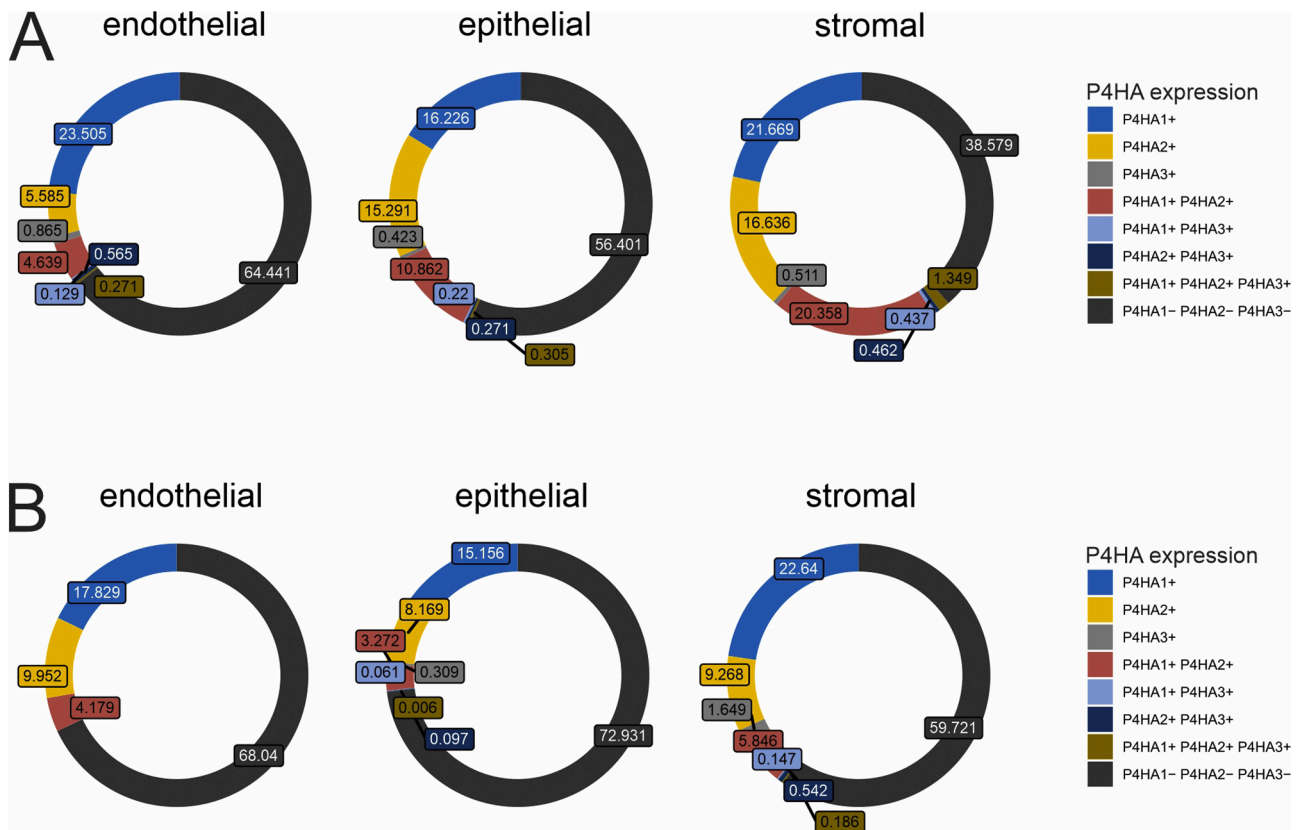 A
endothelial
epithelial
stromal
23.505
5.585
0.865
4.639
0.565
0.129
0.271
64.441
16.226
15.291
0.423
10.862
0.22
0.271
0.305
56.401
21.669
16.636
0.511
20.358
0.437
0.462
1.349
38.579
P4HA expression
P4HA1+
P4HA2+
P4HA3+
P4HA1+ P4HA2+
P4HA1+ P4HA3+
P4HA2+ P4HA3+
P4HA1+ P4HA2+ P4HA3+
P4HA1− P4HA2− P4HA3−
B
endothelial
epithelial
stromal
17.829
9.952
4.179
68.04
15.156
8.169
3.272
0.061
0.309
0.006
0.097
72.931
22.64
9.268
1.649
5.846
0.147
0.542
0.186
59.721
P4HA expression
P4HA1+
P4HA2+
P4HA3+
P4HA1+ P4HA2+
P4HA1+ P4HA3+
P4HA2+ P4HA3+
P4HA1+ P4HA2+ P4HA3+
P4HA1− P4HA2− P4HA3−